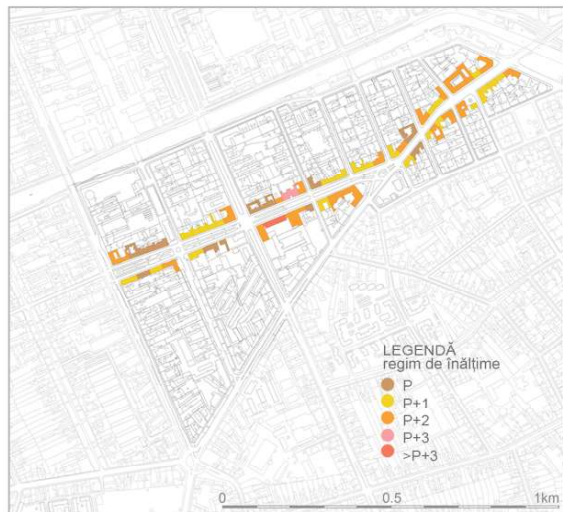 LEGENDĂ
regim de înălțime
P
P+1
P+2
P+3
>P+3
0 0.5 1km